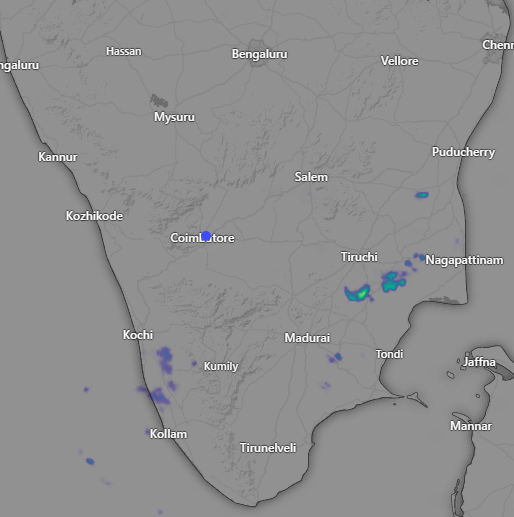 Hassan
Bengaluru
Chenn
ngaluru
Vellore
Mysuru
Kannur
Puducherry
Salem
Kozhikode
Coimbatore
Tiruchi
Nagapattinam
Kochi
Madurai
Tondi
Kumily
Jaffna
Kollam
Mannar
Tirunelveli